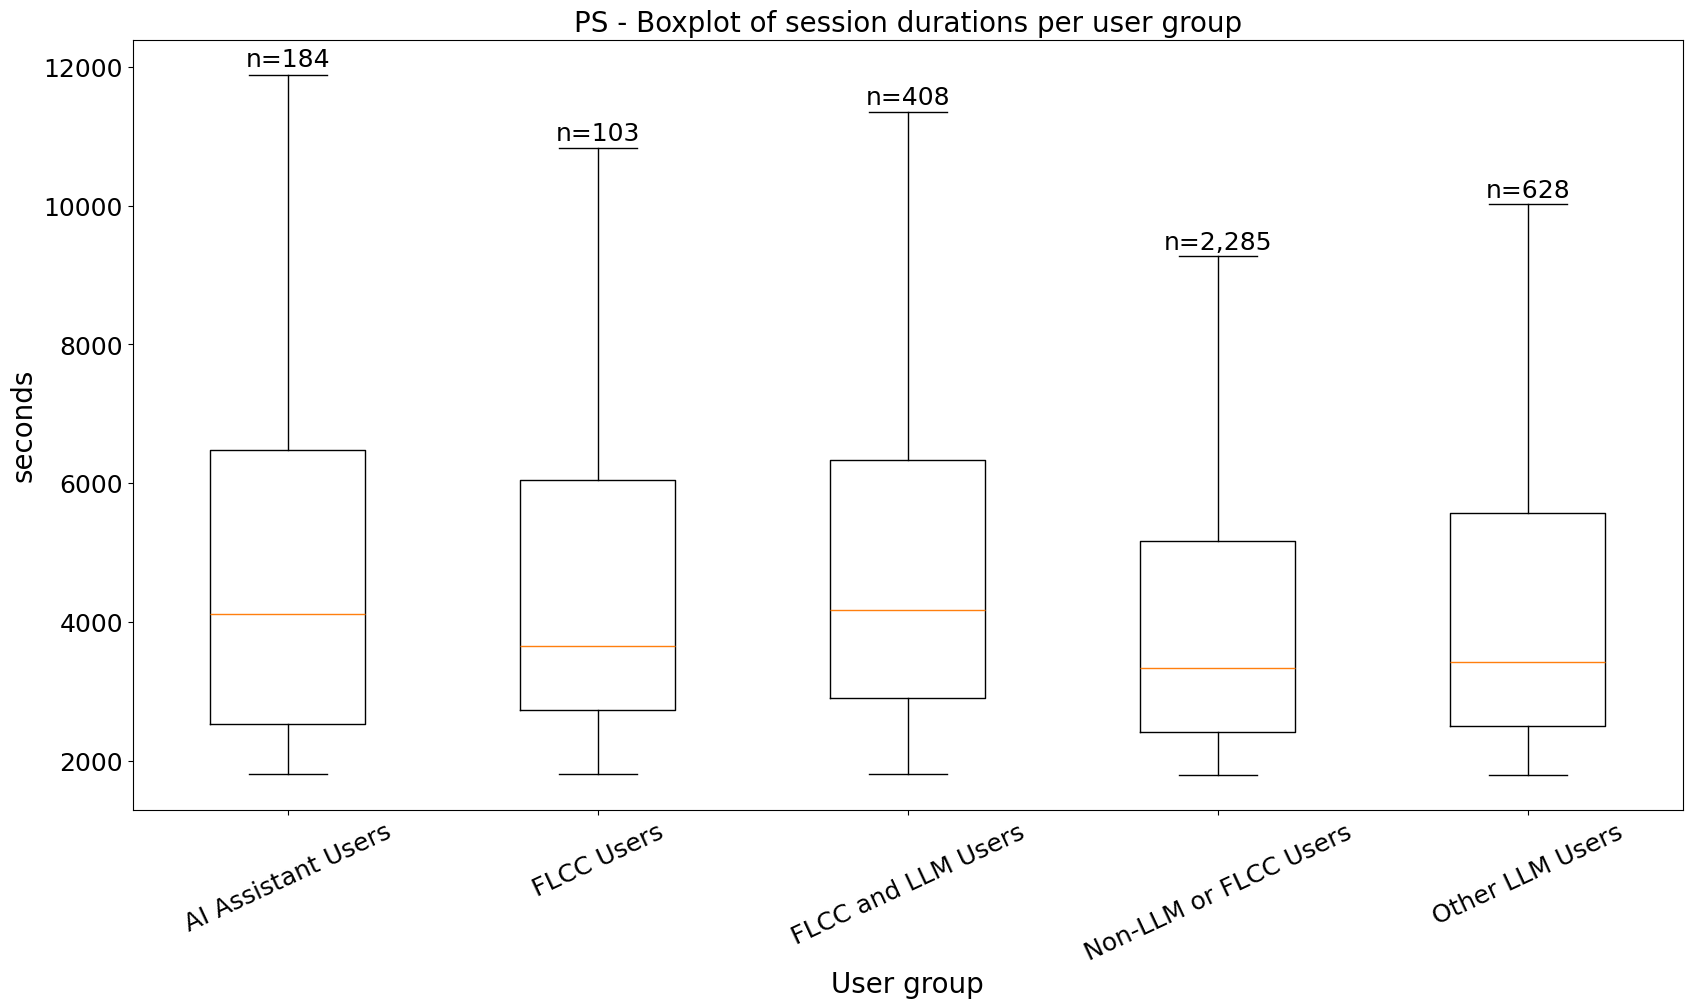 PS - Boxplot of session durations per user group
12000
10000
8000
6000
4000
2000
seconds
n=184
n=103
n=408
n=2,285
n=628
AI Assistant Users
FLCC Users
FLCC and LLM Users
Non-LLM or FLCC Users
Other LLM Users
User group